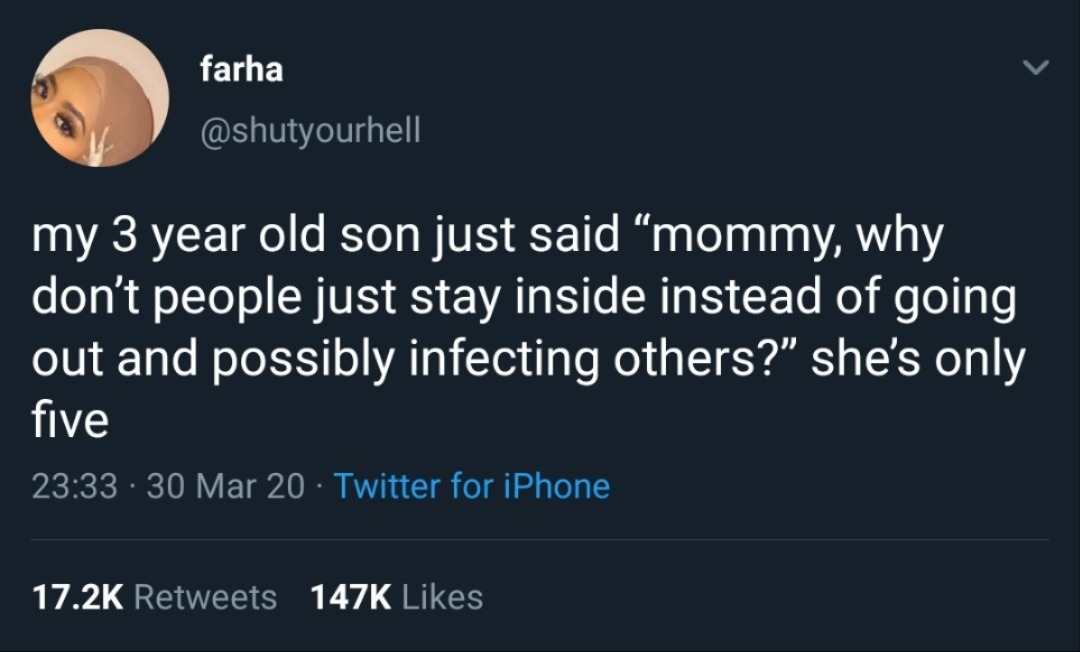 farha
@shutyourhell
my 3 year old son just said “mommy, why
don’t people just stay inside instead of going
out and possibly infecting others?” she’s only
five
23:33 · 30 Mar 20 · Twitter for iPhone
17.2K Retweets 147K Likes